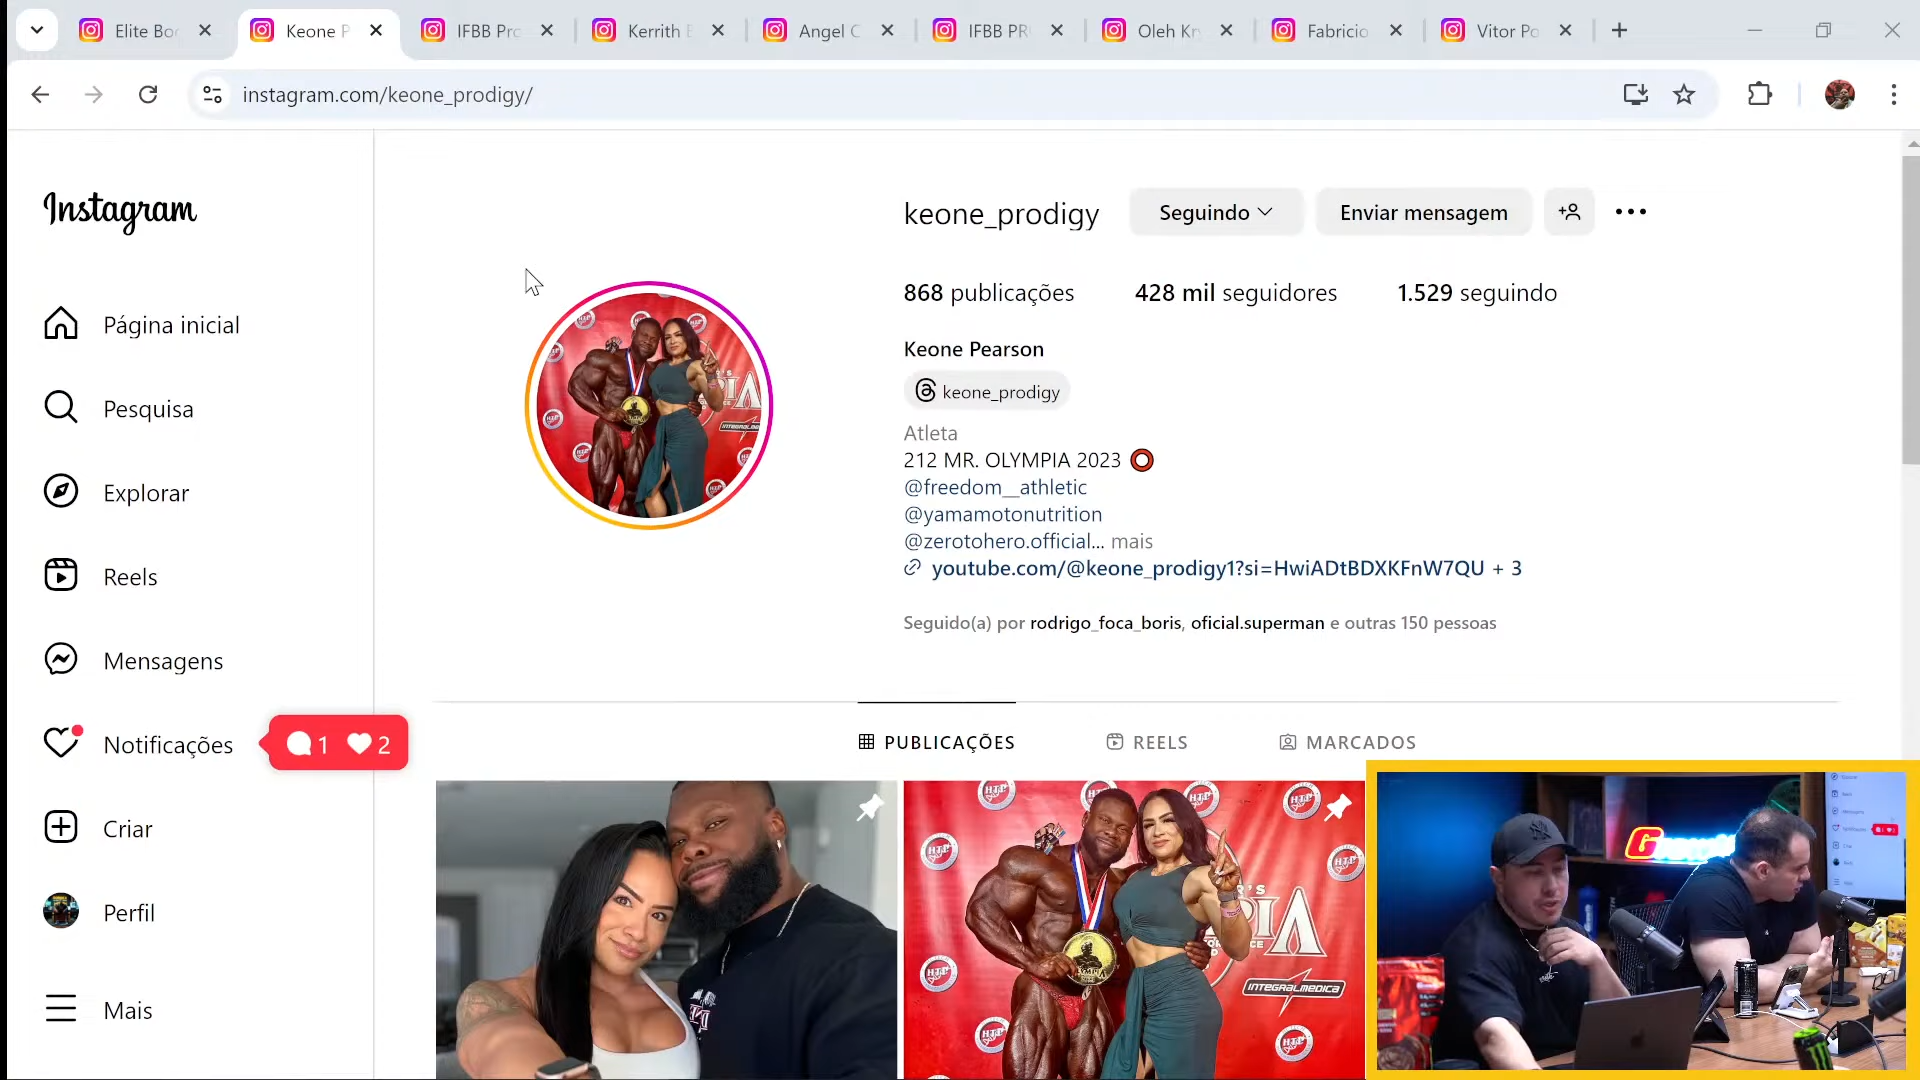 Elite Bo
Keone P
IFBB Pro
Kerrith B
Angel C
IFBB PR
Oleh Kr
Fabricio
Vitor Po
instagram.com/keone_prodigy/
Instagram
Página inicial
Pesquisa
Explorar
Reels
Mensagens
Notificações
1
2
Criar
Perfil
Mais
keone_prodigy
Seguindo
Enviar mensagem
868 publicações
428 mil seguidores
1.529 seguindo
Keone Pearson
keone_prodigy
Atleta
212 MR. OLYMPIA 2023
@freedom__athletic
@yamamotonutrition
@zerotohero.official... mais
youtube.com/@keone_prodigy1?si=HwiADtBDXKFnW7QU + 3
Seguido(a) por rodrigo_foca_boris, oficial.superman e outras 150 pessoas
PUBLICAÇÕES
REELS
MARCADOS
INTEGRALMEDICA